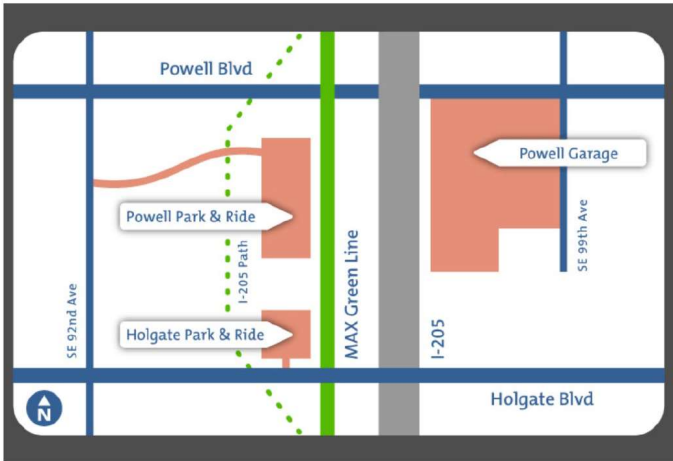 Powell Blvd
Powell Garage
Powell Park & Ride
SE 99th Ave
I-205 Path
MAX Green Line
SE 92nd Ave
Holgate Park & Ride
I-205
Holgate Blvd
N